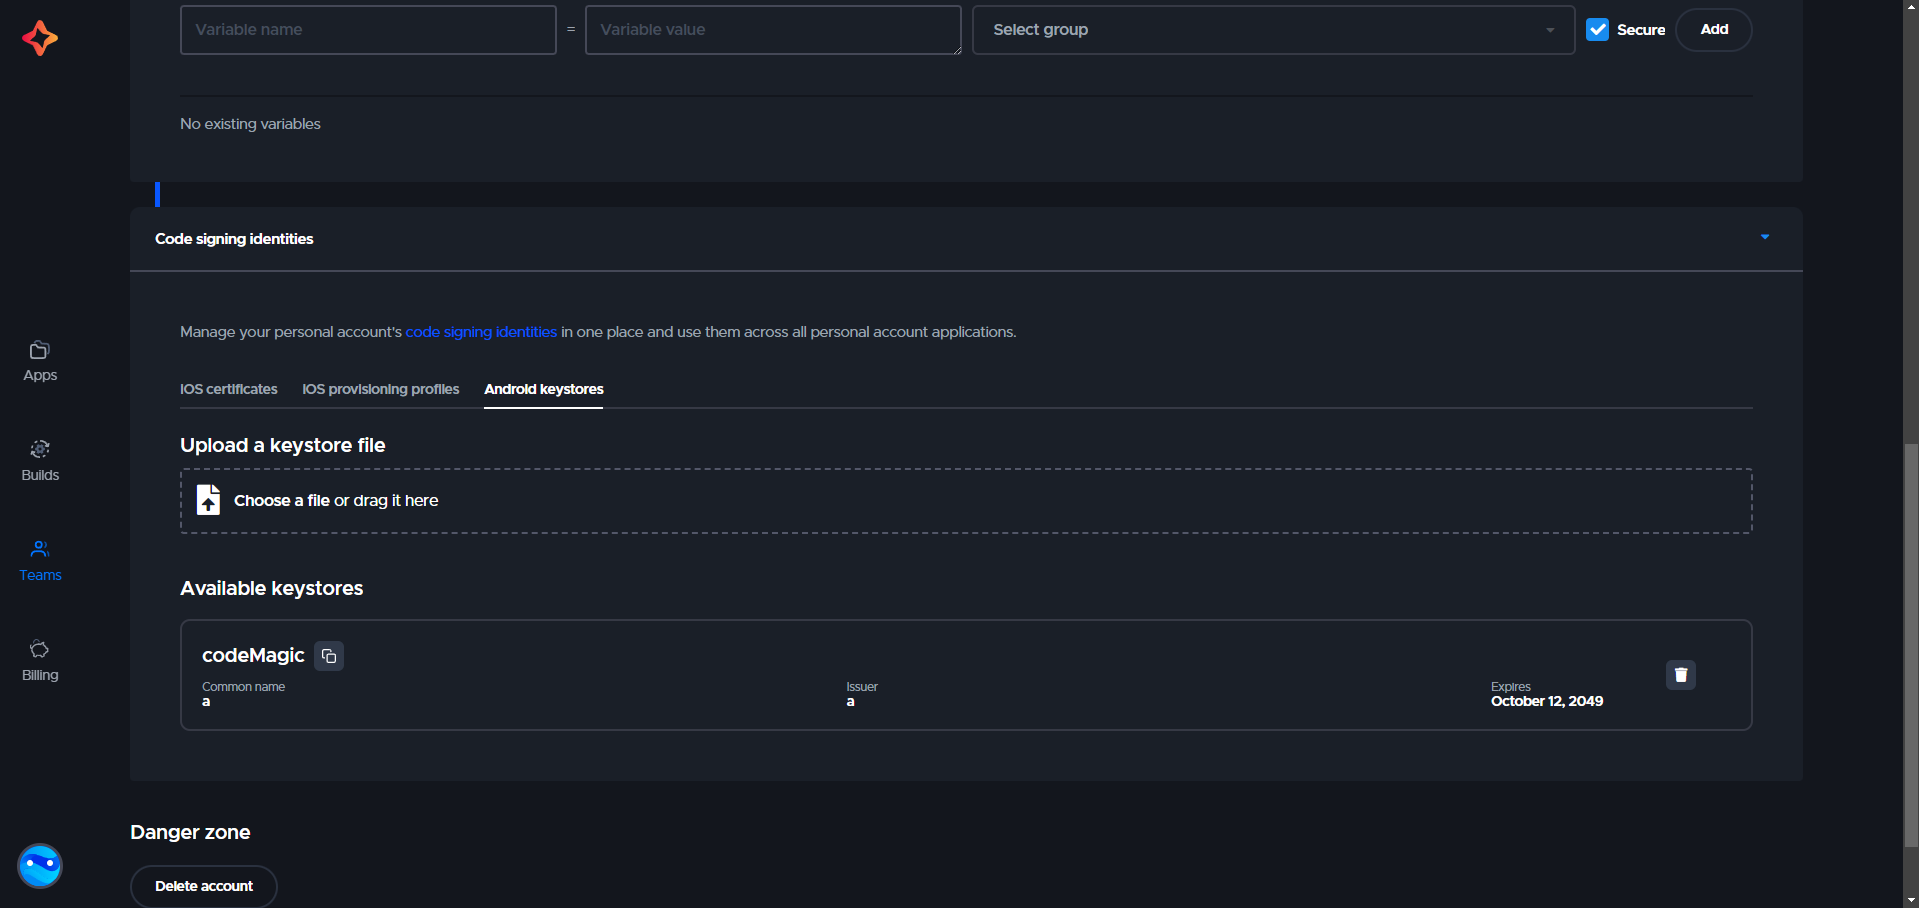 Variable name = Variable value Select group Secure Add
No existing variables
Code signing identities
Manage your personal account's code signing identities in one place and use them across all personal account applications.
Apps
iOS certificates iOS provisioning profiles Android keystores
Upload a keystore file
Builds
Choose a file or drag it here
Teams
Available keystores
codeMagic
Billing
Common name Issuer Expires
a a October 12, 2049
Danger zone
Delete account